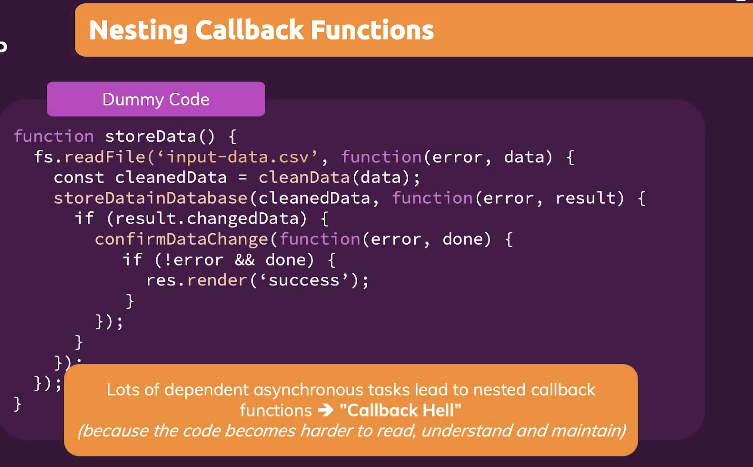 Nesting Callback Functions
Dummy Code
function storeData() {
fs.readFile(‘input-data.csv’, function(error, data) {
const cleanedData = cleanData(data);
storeDatainDatabase(cleanedData, function(error, result) {
if (result.changedData) {
confirmDataChange(function(error, done) {
if (!error && done) {
res.render(‘success’);
}
});
}
});
});
}
Lots of dependent asynchronous tasks lead to nested callback
functions ➔ "Callback Hell"
(because the code becomes harder to read, understand and maintain)